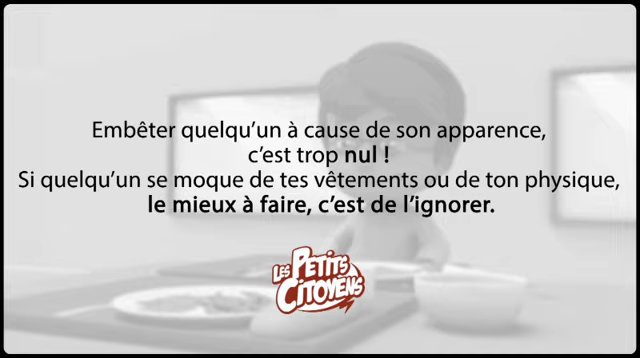 Embêter quelqu’un à cause de son apparence,
c’est trop nul !
Si quelqu’un se moque de tes vêtements ou de ton physique,
le mieux à faire, c’est de l’ignorer.
LES PETITS
CITOYENS